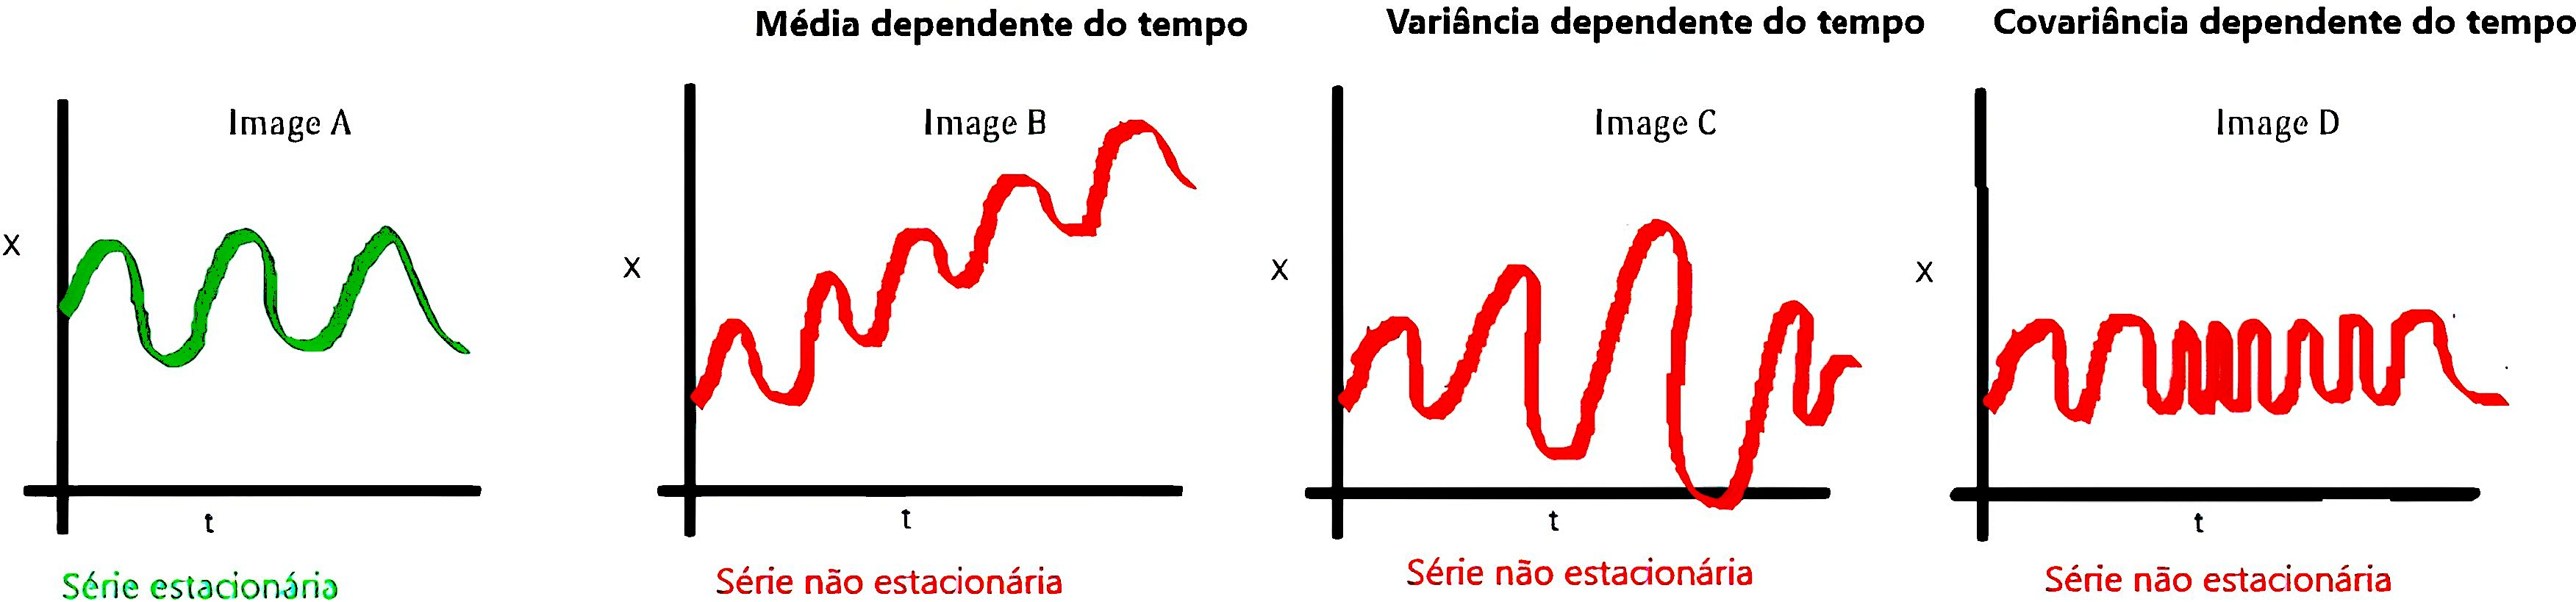 Média dependente do tempo
Variância dependente do tempo
Covariância dependente do tempo
Image A
Image B
Image C
Image D
X
X
X
X
t
t
t
t
Série estacionária
Série não estacionária
Série não estacionária
Série não estacionária